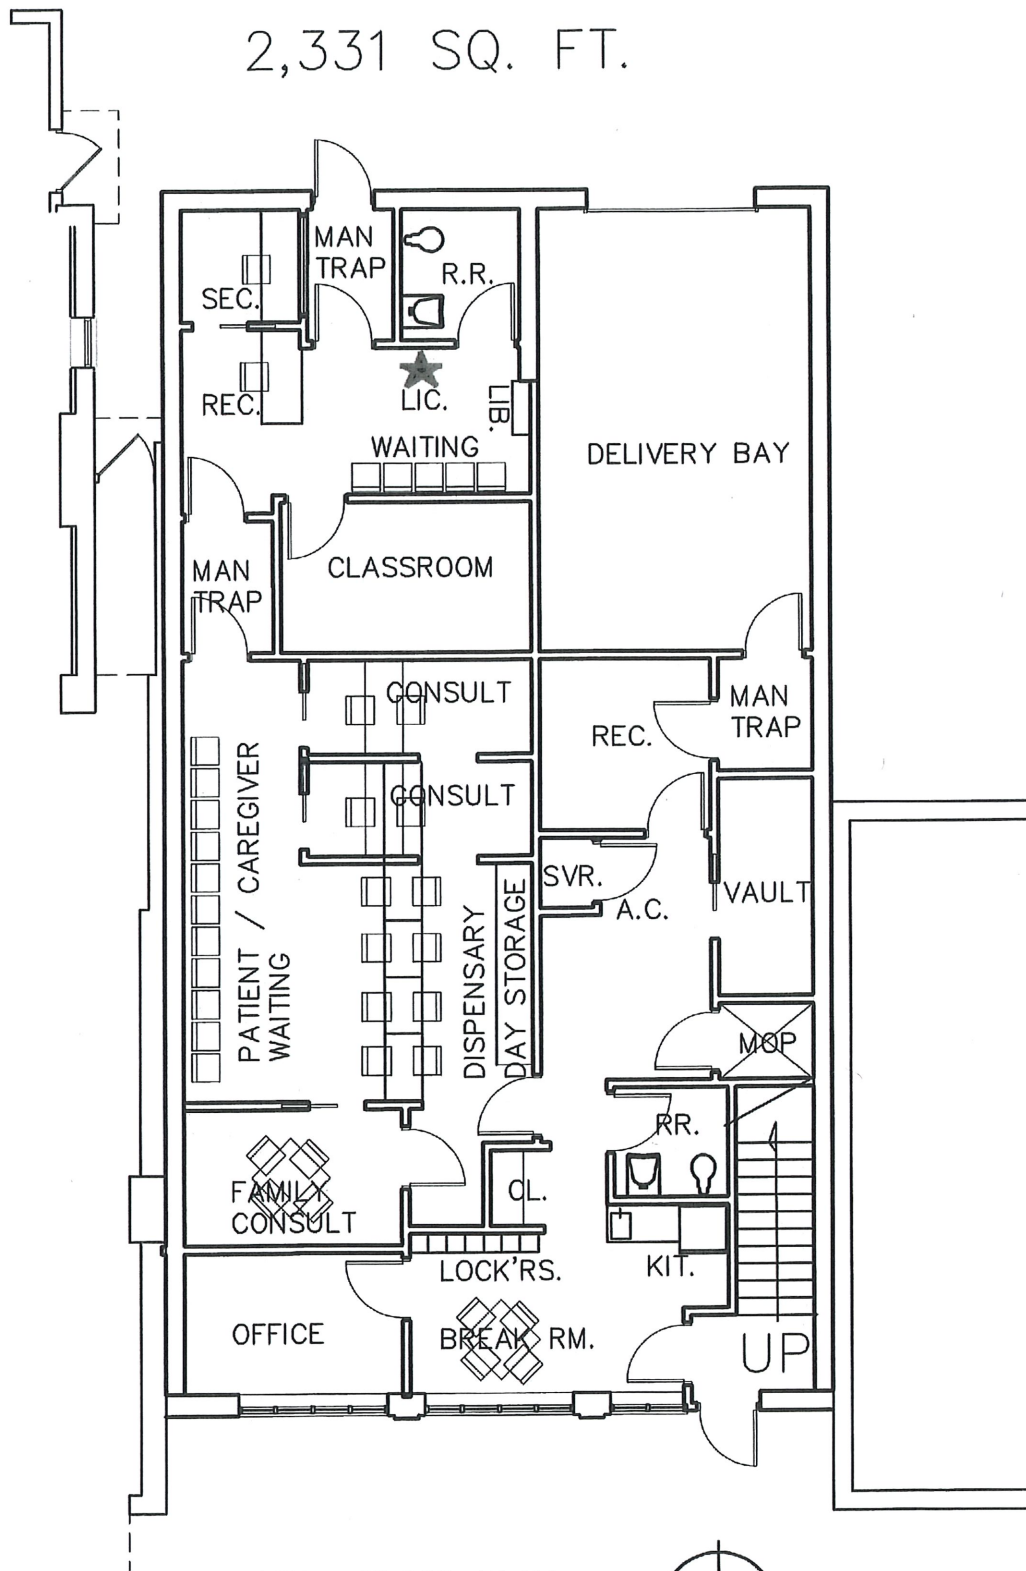 2,331 SQ. FT.
MAN
TRAP
R.R.
SEC.
REC.
LIC.
LIB.
WAITING
DELIVERY BAY
CLASSROOM
MAN
TRAP
CONSULT
MAN
TRAP
REC.
CONSULT
PATIENT / CAREGIVER
WAITING
SVR.
A.C.
VAULT
DISPENSARY
DAY STORAGE
MOP
RR.
FAMILY
CONSULT
CL.
LOCK'RS.
KIT.
OFFICE
BREAK RM.
UP